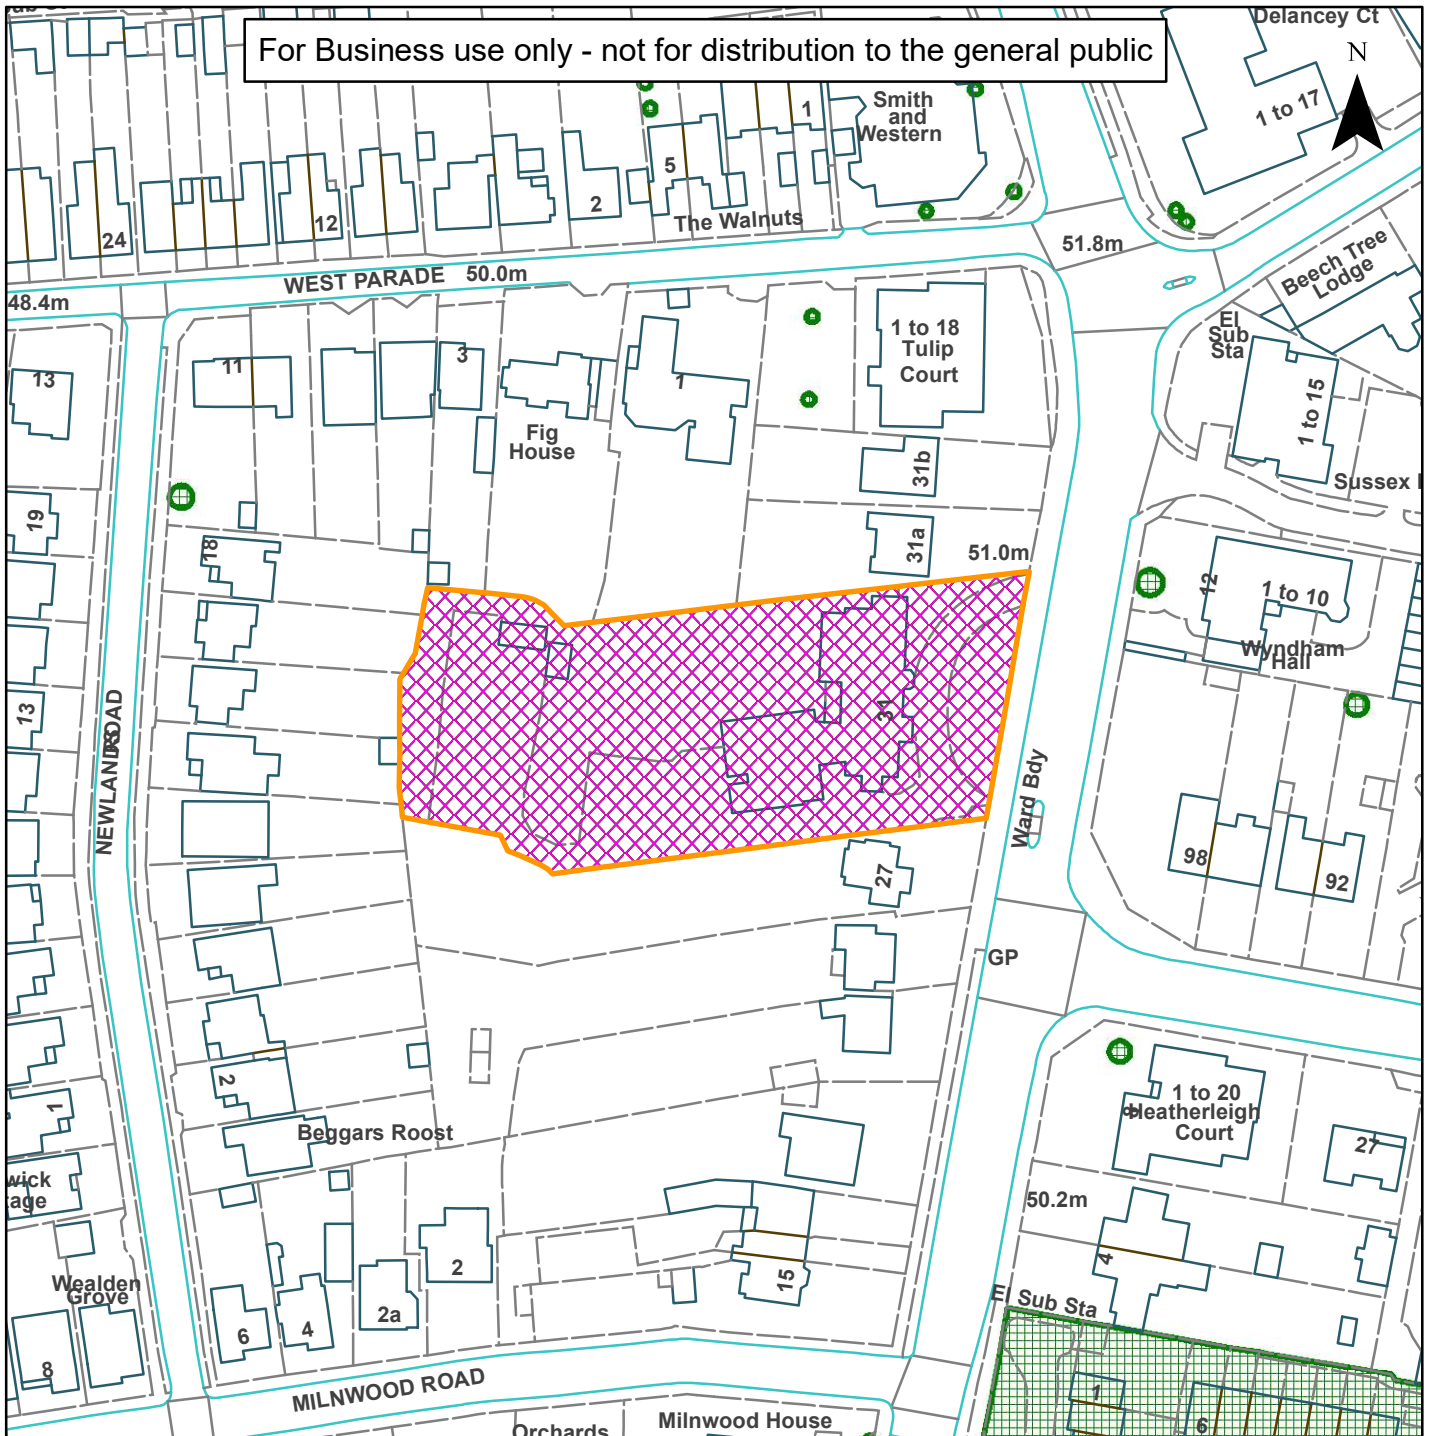 Delancey Ct
For Business use only - not for distribution to the general public
N
Smith
and
Western
1
1 to 17
5
2
The Walnuts
12
24
51.8m
WEST PARADE
50.0m
48.4m
Beech Tree
Lodge
El
Sub
Sta
1 to 18
Tulip
Court
11
3
1
13
Fig
House
1 to 15
31b
Sussex
19
18
31a
51.0m
12
1 to 10
Wyndham
Hall
13
NEWLANDS
ROAD
31
Ward Bdy
98
92
27
GP
2
1
1 to 20
8
Heatherleigh
Court
27
Beggars Roost
wick
tage
50.2m
4
2
15
Wealden
Grove
2a
El Sub Sta
6
4
8
MILNWOOD ROAD
1
6
Orchards
Milnwood House